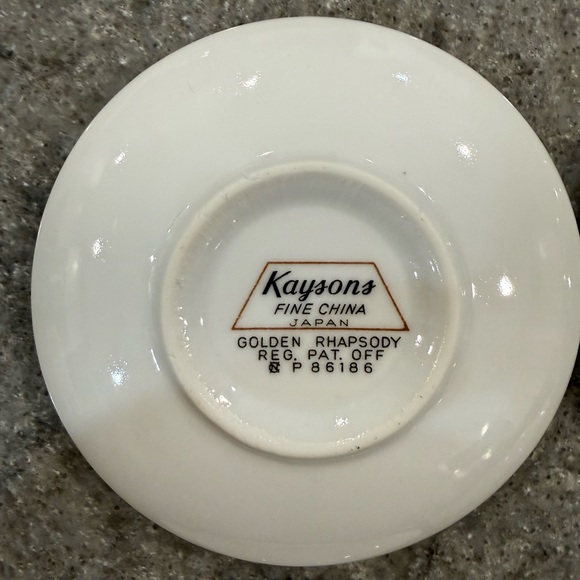 Kaysons
FINE CHINA
JAPAN
GOLDEN RHAPSODY
REG. PAT. OFF
P 86186